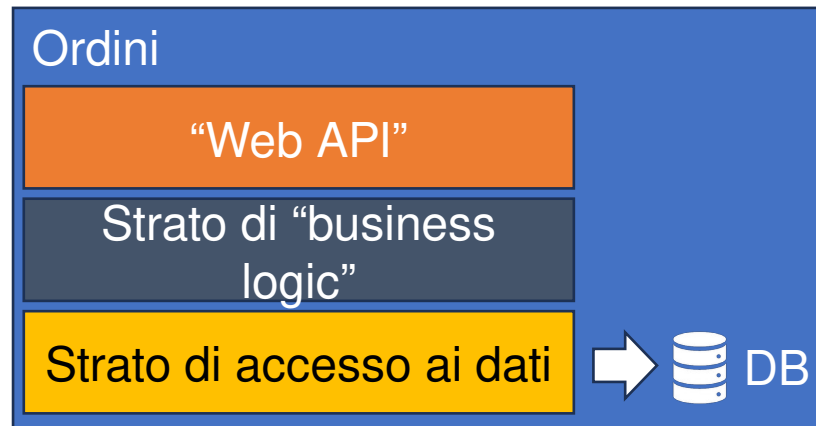 Ordini
“Web API”
Strato di “business
logic”
Strato di accesso ai dati
DB